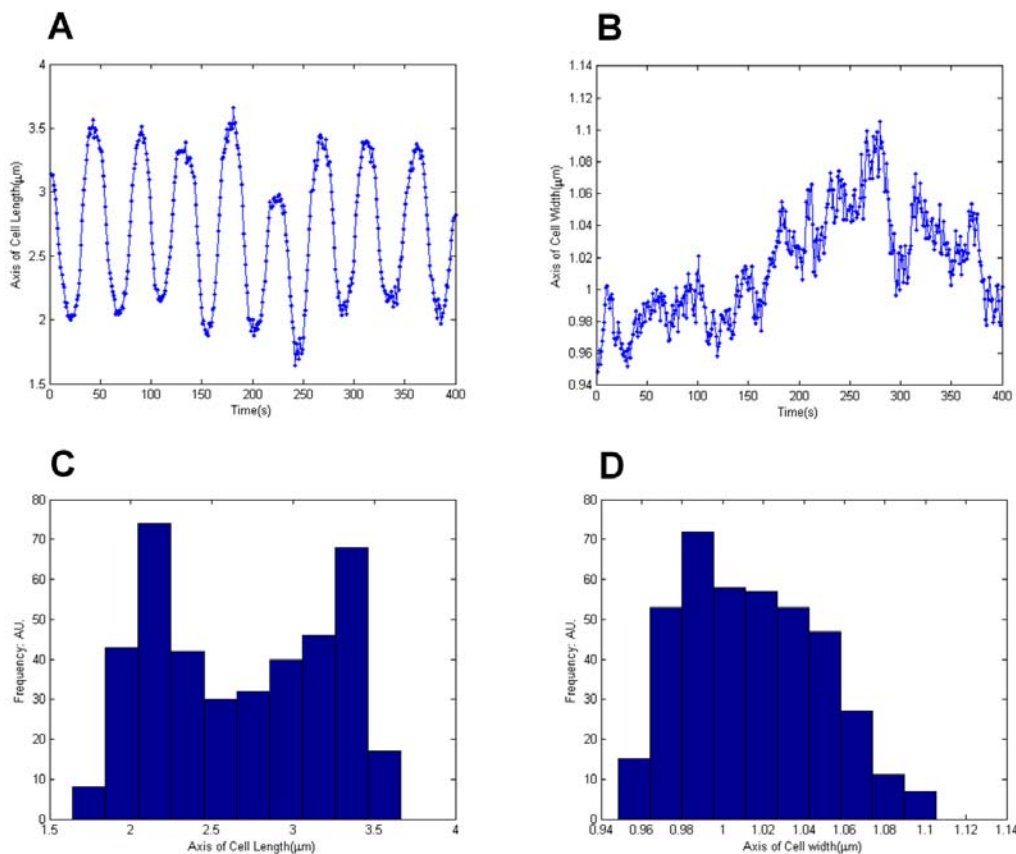 A
B
4
3.5
3
2.5
2
1.5
Axis of Cell Length(μm)
0 50 100 150 200 250 300 350 400
Time(s)
1.14
1.12
1.1
1.08
1.06
1.04
1.02
1
0.98
0.96
0.94
Axis of Cell Width(μm)
0 50 100 150 200 250 300 350 400
Time(s)
C
D
80
70
60
50
40
30
20
10
0
Frequency: AU.
1.5 2 2.5 3 3.5 4
Axis of Cell Length(μm)
80
70
60
50
40
30
20
10
0
Frequency: AU.
0.94 0.96 0.98 1 1.02 1.04 1.06 1.08 1.1 1.12 1.14
Axis of Cell width(μm)